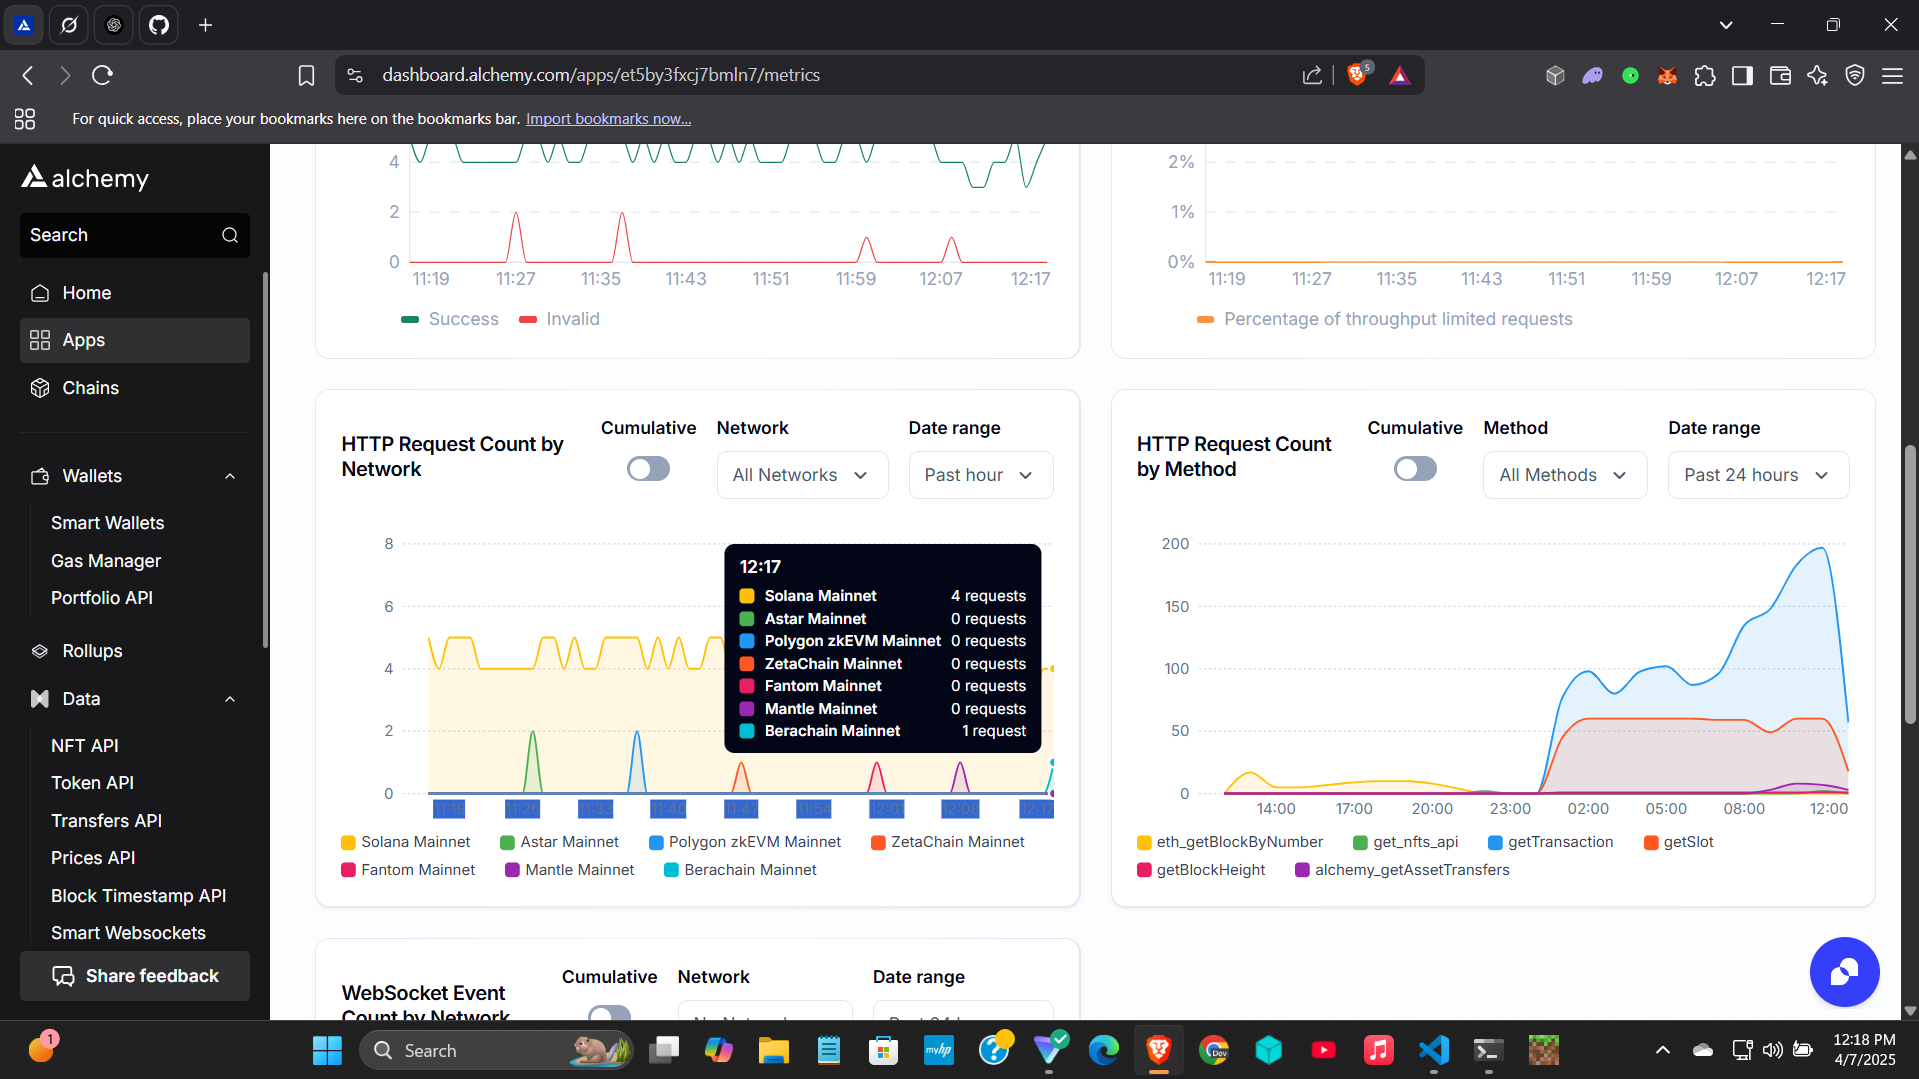 dashboard.alchemy.com/apps/et5by3fxcj7bmln7/metrics
5
For quick access, place your bookmarks here on the bookmarks bar. Import bookmarks now...
alchemy
Search
Home
Apps
Chains
Wallets
Smart Wallets
Gas Manager
Portfolio API
Rollups
Data
NFT API
Token API
Transfers API
Prices API
Block Timestamp API
Smart Websockets
Share feedback
4
2
0
11:19 11:27 11:35 11:43 11:51 11:59 12:07 12:17
Success Invalid
2%
1%
0%
11:19 11:27 11:35 11:43 11:51 11:59 12:07 12:17
Percentage of throughput limited requests
HTTP Request Count by
Network
Cumulative Network Date range
All Networks Past hour
8
6
4
2
0
12:17
Solana Mainnet 4 requests
Astar Mainnet 0 requests
Polygon zkEVM Mainnet 0 requests
ZetaChain Mainnet 0 requests
Fantom Mainnet 0 requests
Mantle Mainnet 0 requests
Berachain Mainnet 1 request
11:19 11:26 11:33 11:40 11:47 11:54 12:01 12:08 12:17
Solana Mainnet Astar Mainnet Polygon zkEVM Mainnet ZetaChain Mainnet
Fantom Mainnet Mantle Mainnet Berachain Mainnet
HTTP Request Count
by Method
Cumulative Method Date range
All Methods Past 24 hours
200
150
100
50
0
14:00 17:00 20:00 23:00 02:00 05:00 08:00 12:00
eth_getBlockByNumber get_nfts_api getTransaction getSlot
getBlockHeight alchemy_getAssetTransfers
WebSocket Event
Count by Network
Cumulative Network Date range
1
Search
myhp
Dev
12:18 PM
4/7/2025